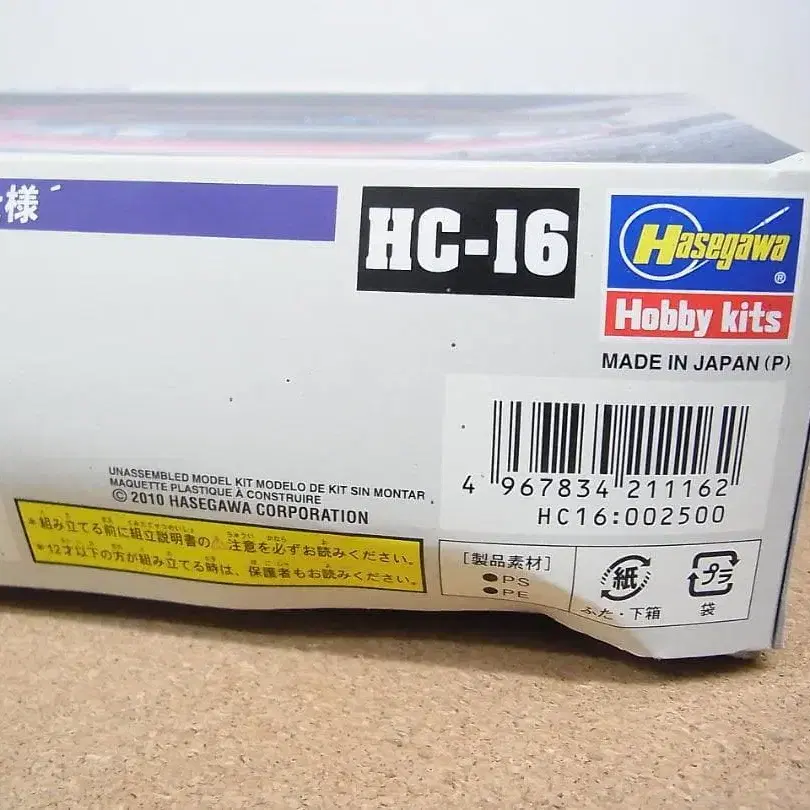 様
HC-16
Hasegawa®
Hobby kits
MADE IN JAPAN (P)
4 967834 211162
HC16:002500
UNASSEMBLED MODEL KIT MODELO DE KIT SIN MONTAR
MAQUETTE PLASTIQUE À CONSTRUIRE
© 2010 HASEGAWA CORPORATION
*組み立てる前に組立説明書の⚠注意を必ずお読みください。
*12才以下の方が組み立てる時は、保護者もお読みください。
[製品素材]
●PS
●PE
紙
ふた・下箱
プラ
袋